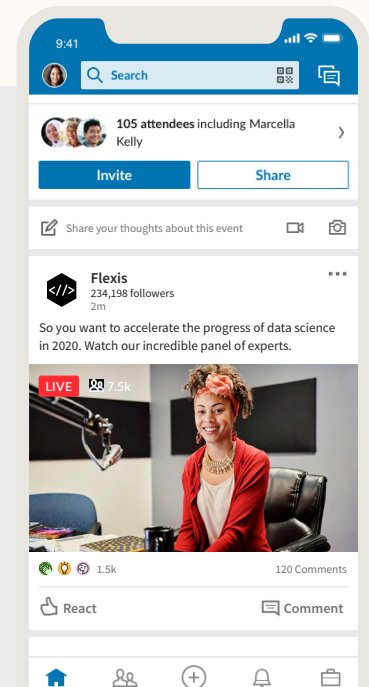 9:41
Search
105 attendees including Marcella
Kelly
Invite
Share
Share your thoughts about this event
Flexis
234,198 followers
2m
So you want to accelerate the progress of data science
in 2020. Watch our incredible panel of experts.
LIVE 7.5k
1.5k
120 Comments
React
Comment